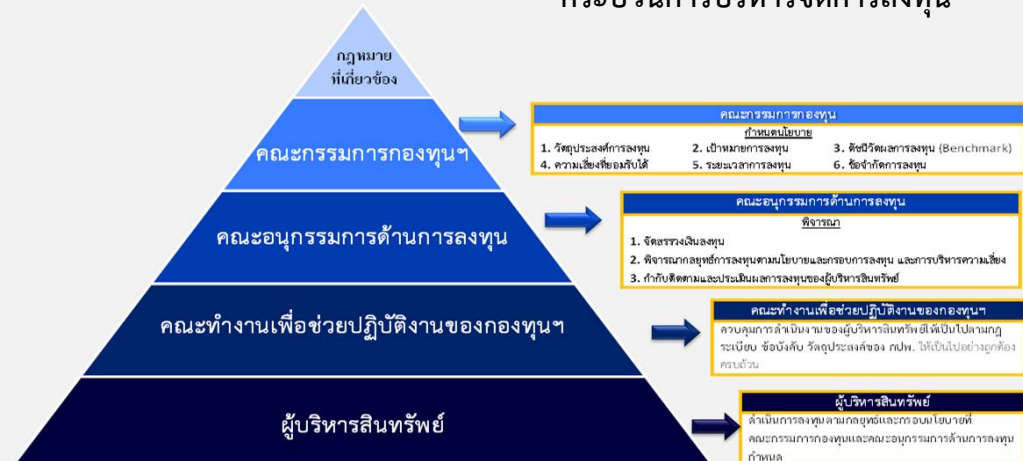 กระบวนการบริหารจัดการลงทุน
กฎหมาย
ที่เกี่ยวข้อง
คณะกรรมการกองทุนฯ
คณะกรรมการกองทุน
กำหนดนโยบาย
1. วัตถุประสงค์การลงทุน 2. เป้าหมายการลงทุน 3. ดัชนีวัดผลการลงทุน (Benchmark)
4. ความเสี่ยงที่ยอมรับได้ 5. ระยะเวลาการลงทุน 6. ข้อจำกัดการลงทุน
คณะอนุกรรมการด้านการลงทุน
คณะอนุกรรมการด้านการลงทุน
พิจารณา
1. จัดสรรวงเงินลงทุน
2. พิจารณากลยุทธ์การลงทุนตามนโยบายและกรอบการลงทุน และการบริหารความเสี่ยง
3. กำกับติดตามและประเมินผลการลงทุนของผู้บริหารสินทรัพย์
คณะทำงานเพื่อช่วยปฏิบัติงานของกองทุนฯ
คณะทำงานเพื่อช่วยปฏิบัติงานของกองทุนฯ
ควบคุมการดำเนินงานของผู้บริหารสินทรัพย์ให้เป็นไปตามกฎ
ระเบียบ ข้อบังคับ วัตถุประสงค์ของ กปพ. ให้เป็นไปอย่างถูกต้อง
ครบถ้วน
ผู้บริหารสินทรัพย์
ผู้บริหารสินทรัพย์
ดำเนินการลงทุนตามกลยุทธ์และกรอบนโยบายที่
คณะกรรมการกองทุนและคณะอนุกรรมการด้านการลงทุน
กำหนด